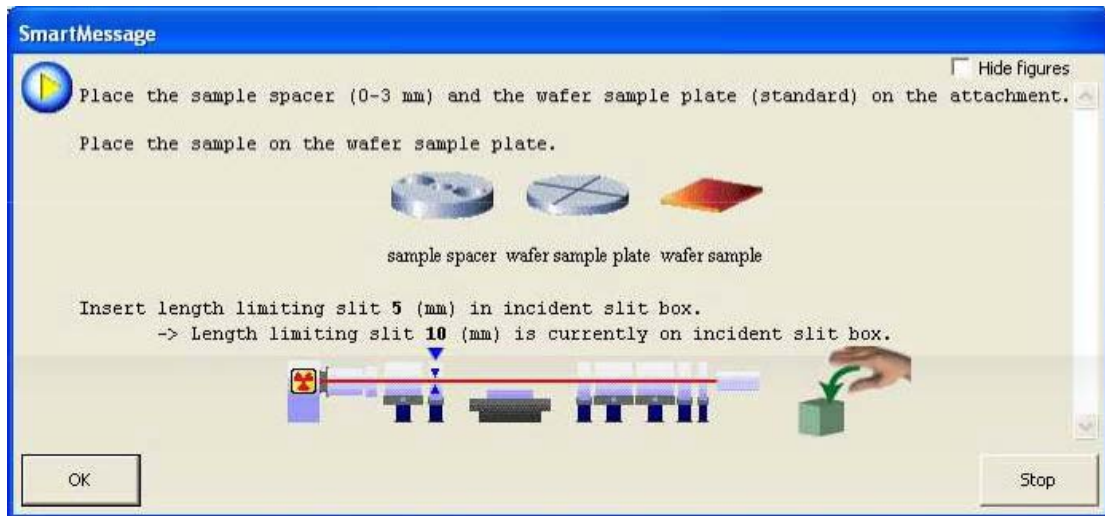 SmartMessage
Hide figures
Place the sample spacer (0-3 mm) and the wafer sample plate (standard) on the attachment.
Place the sample on the wafer sample plate.
sample spacer wafer sample plate wafer sample
Insert length limiting slit 5 (mm) in incident slit box.
-> Length limiting slit 10 (mm) is currently on incident slit box.
OK
Stop